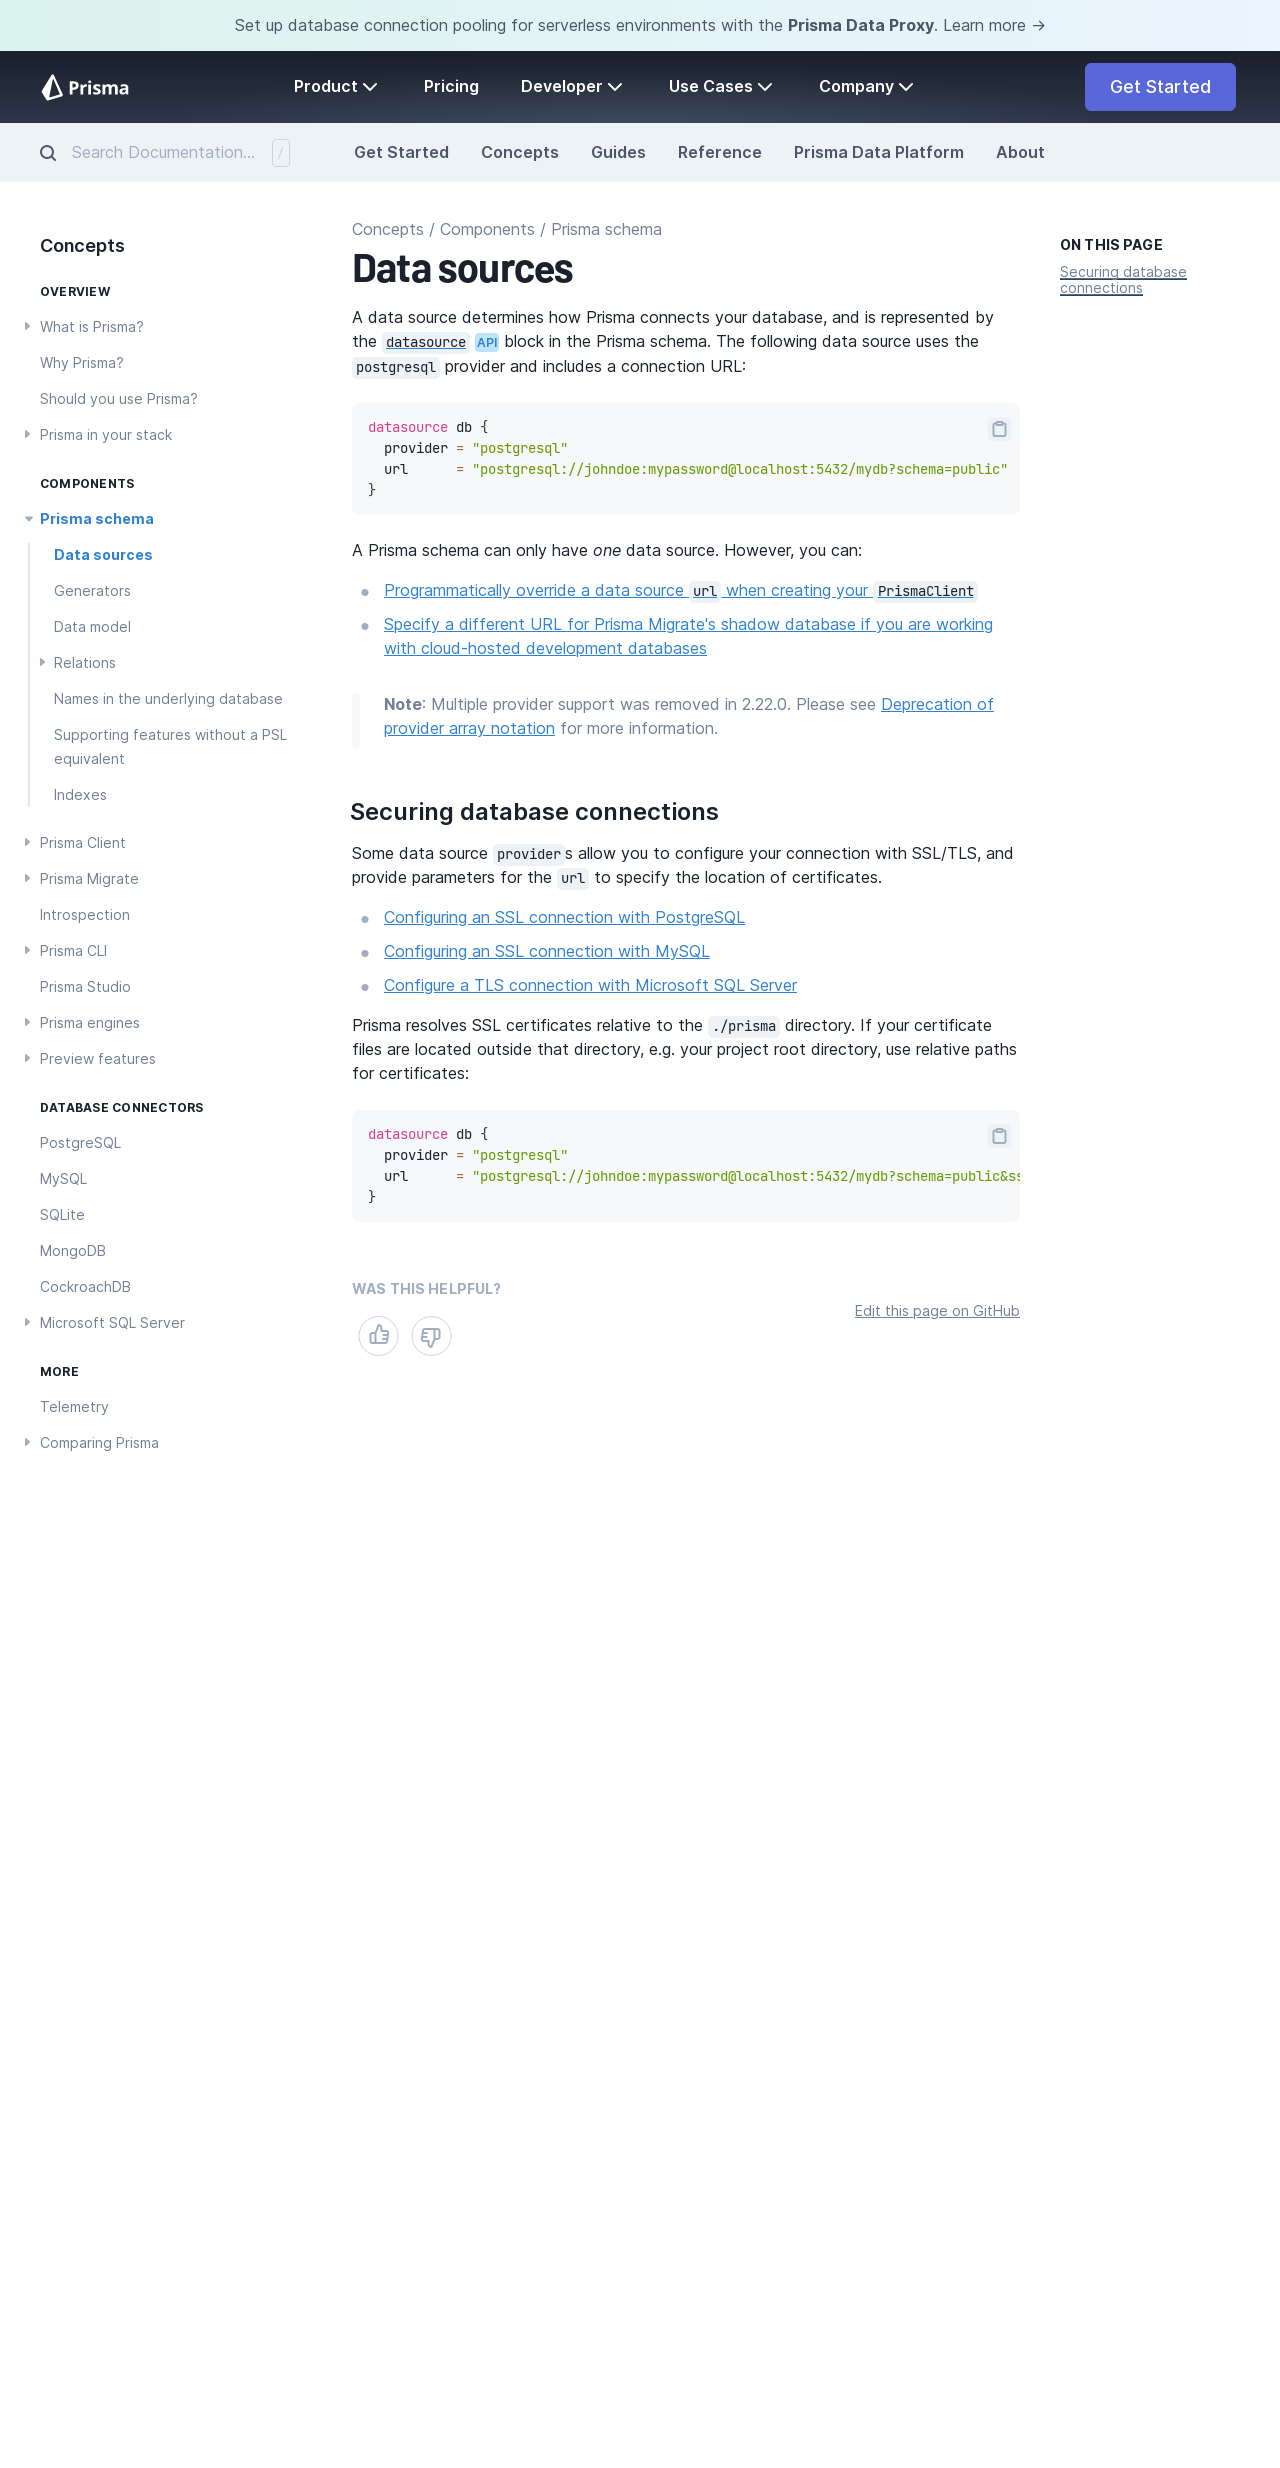 Set up database connection pooling for serverless environments with the Prisma Data Proxy. Learn more →
Prisma
Product
Pricing
Developer
Use Cases
Company
Get Started
Search Documentation...
/
Get Started
Concepts
Guides
Reference
Prisma Data Platform
About
Concepts
OVERVIEW
What is Prisma?
Why Prisma?
Should you use Prisma?
Prisma in your stack
COMPONENTS
Prisma schema
Data sources
Generators
Data model
Relations
Names in the underlying database
Supporting features without a PSL
equivalent
Indexes
Prisma Client
Prisma Migrate
Introspection
Prisma CLI
Prisma Studio
Prisma engines
Preview features
DATABASE CONNECTORS
PostgreSQL
MySQL
SQLite
MongoDB
CockroachDB
Microsoft SQL Server
MORE
Telemetry
Comparing Prisma
Concepts / Components / Prisma schema
Data sources
A data source determines how Prisma connects your database, and is represented by
the datasource API block in the Prisma schema. The following data source uses the
postgresql provider and includes a connection URL:
datasource db {
  provider = "postgresql"
  url      = "postgresql://johndoe:mypassword@localhost:5432/mydb?schema=public"
}
A Prisma schema can only have one data source. However, you can:
Programmatically override a data source url when creating your PrismaClient
Specify a different URL for Prisma Migrate's shadow database if you are working
with cloud-hosted development databases
Note: Multiple provider support was removed in 2.22.0. Please see Deprecation of
provider array notation for more information.
Securing database connections
Some data source providers allow you to configure your connection with SSL/TLS, and
provide parameters for the url to specify the location of certificates.
Configuring an SSL connection with PostgreSQL
Configuring an SSL connection with MySQL
Configure a TLS connection with Microsoft SQL Server
Prisma resolves SSL certificates relative to the ./prisma directory. If your certificate
files are located outside that directory, e.g. your project root directory, use relative paths
for certificates:
datasource db {
  provider = "postgresql"
  url      = "postgresql://johndoe:mypassword@localhost:5432/mydb?schema=public&ss
}
WAS THIS HELPFUL?
Edit this page on GitHub
ON THIS PAGE
Securing database
connections